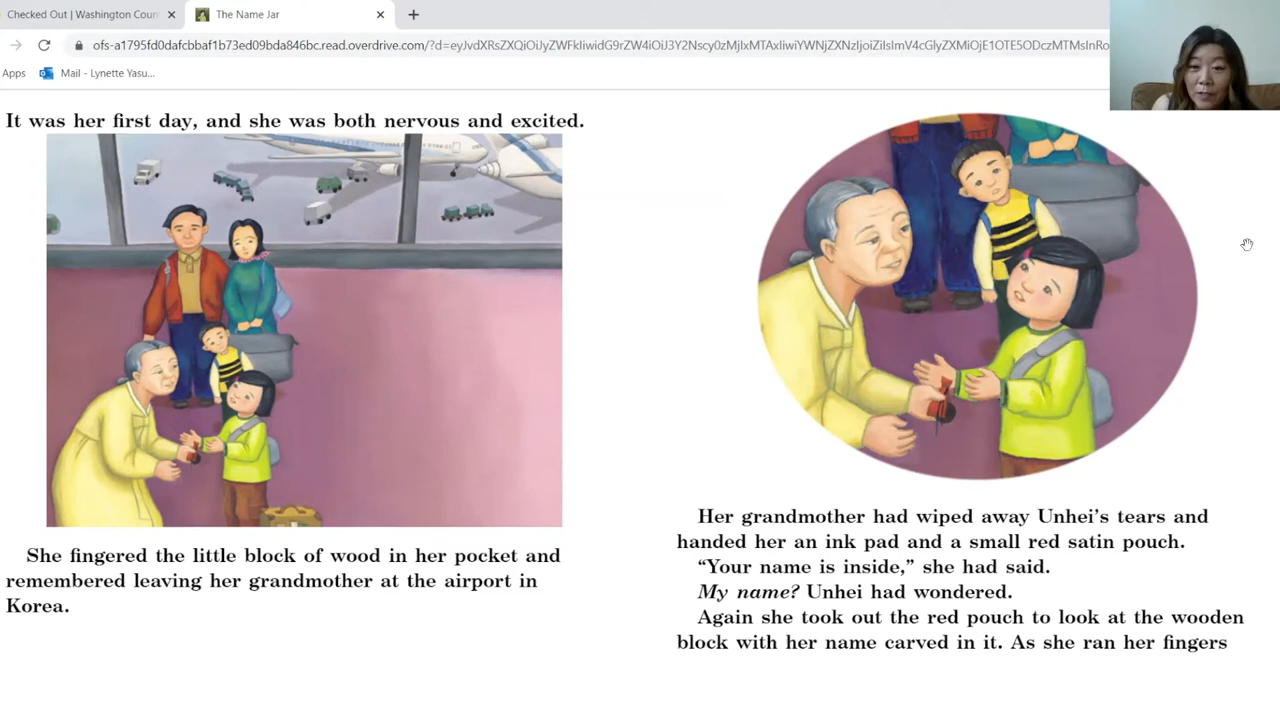 Checked Out | Washington Coun
The Name Jar
ofs-a1795fd0dafcbbaf1b73ed09bda846bc.read.overdrive.com/?d=
Apps
Mail - Lynette Yasu...
It was her first day, and she was both nervous and excited.
She fingered the little block of wood in her pocket and
remembered leaving her grandmother at the airport in
Korea.
Her grandmother had wiped away Unhei’s tears and
handed her an ink pad and a small red satin pouch.
“Your name is inside,” she had said.
My name? Unhei had wondered.
Again she took out the red pouch to look at the wooden
block with her name carved in it. As she ran her fingers